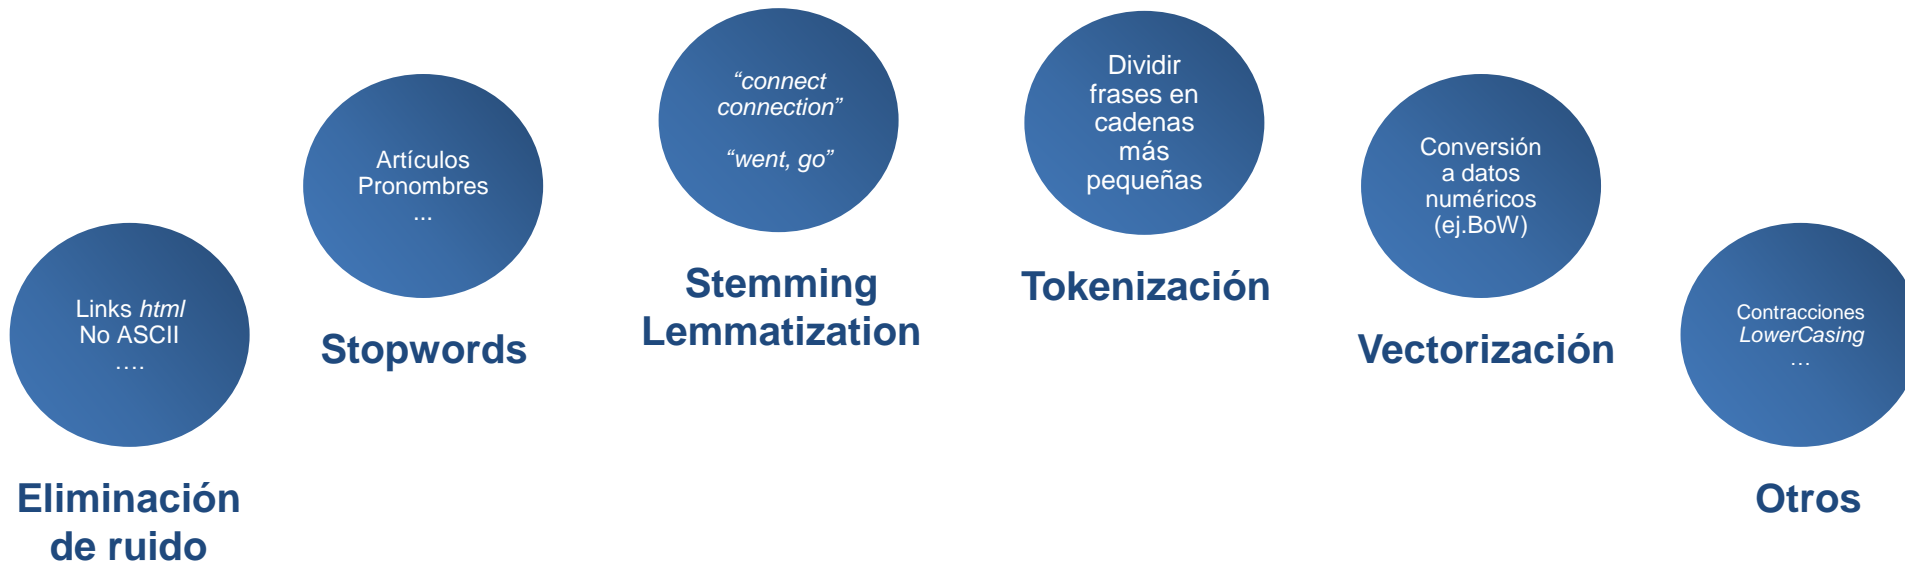 Links html
No ASCII
....
Eliminación
de ruido
Artículos
Pronombres
...
Stopwords
“connect
connection”
“went, go”
Stemming
Lemmatization
Dividir
frases en
cadenas
más
pequeñas
Tokenización
Conversión
a datos
numéricos
(ej.BoW)
Vectorización
Contracciones
LowerCasing
...
Otros